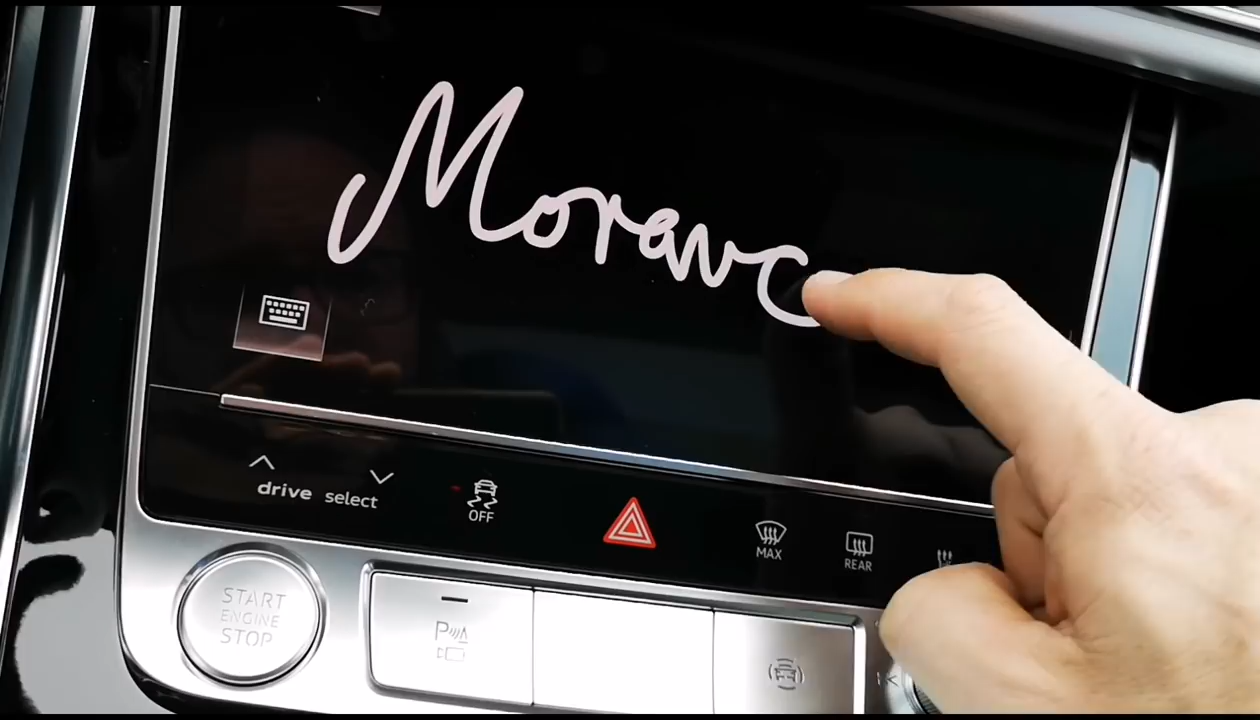 Moravc
drive select
OFF
MAX
REAR
START
ENGINE
STOP
P